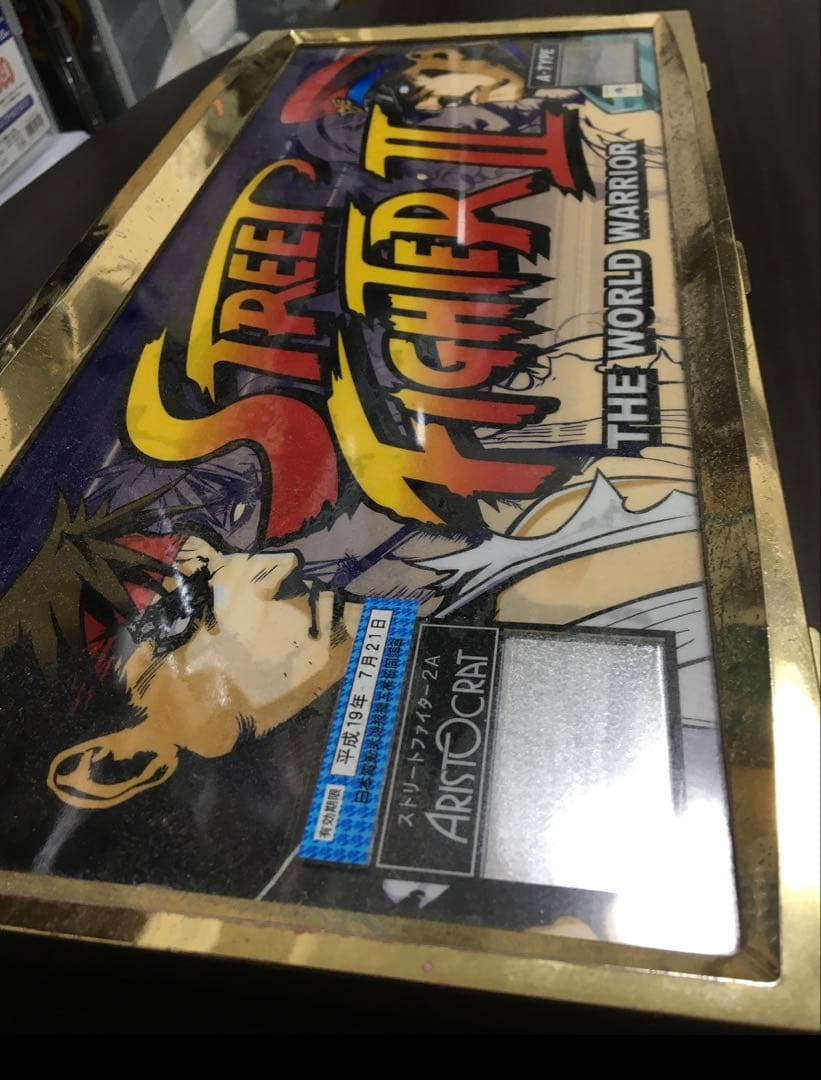 STREET
FIGHTER II
THE WORLD WARRIOR
A-TYPE
有効期限
平成19年 7月21日
ストリートファイター2A
ARISTOCRAT